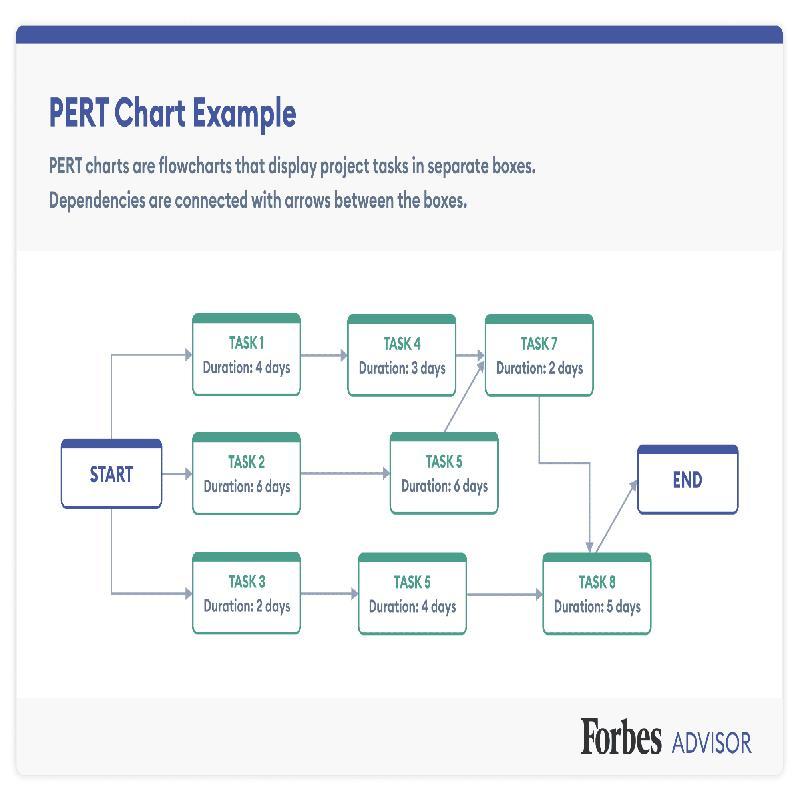 PERT Chart Example
PERT charts are flowcharts that display project tasks in separate boxes.
Dependencies are connected with arrows between the boxes.
TASK 1
Duration: 4 days
TASK 4
Duration: 3 days
TASK 7
Duration: 2 days
START
TASK 2
Duration: 6 days
TASK 5
Duration: 6 days
END
TASK 3
Duration: 2 days
TASK 5
Duration: 4 days
TASK 8
Duration: 5 days
Forbes ADVISOR